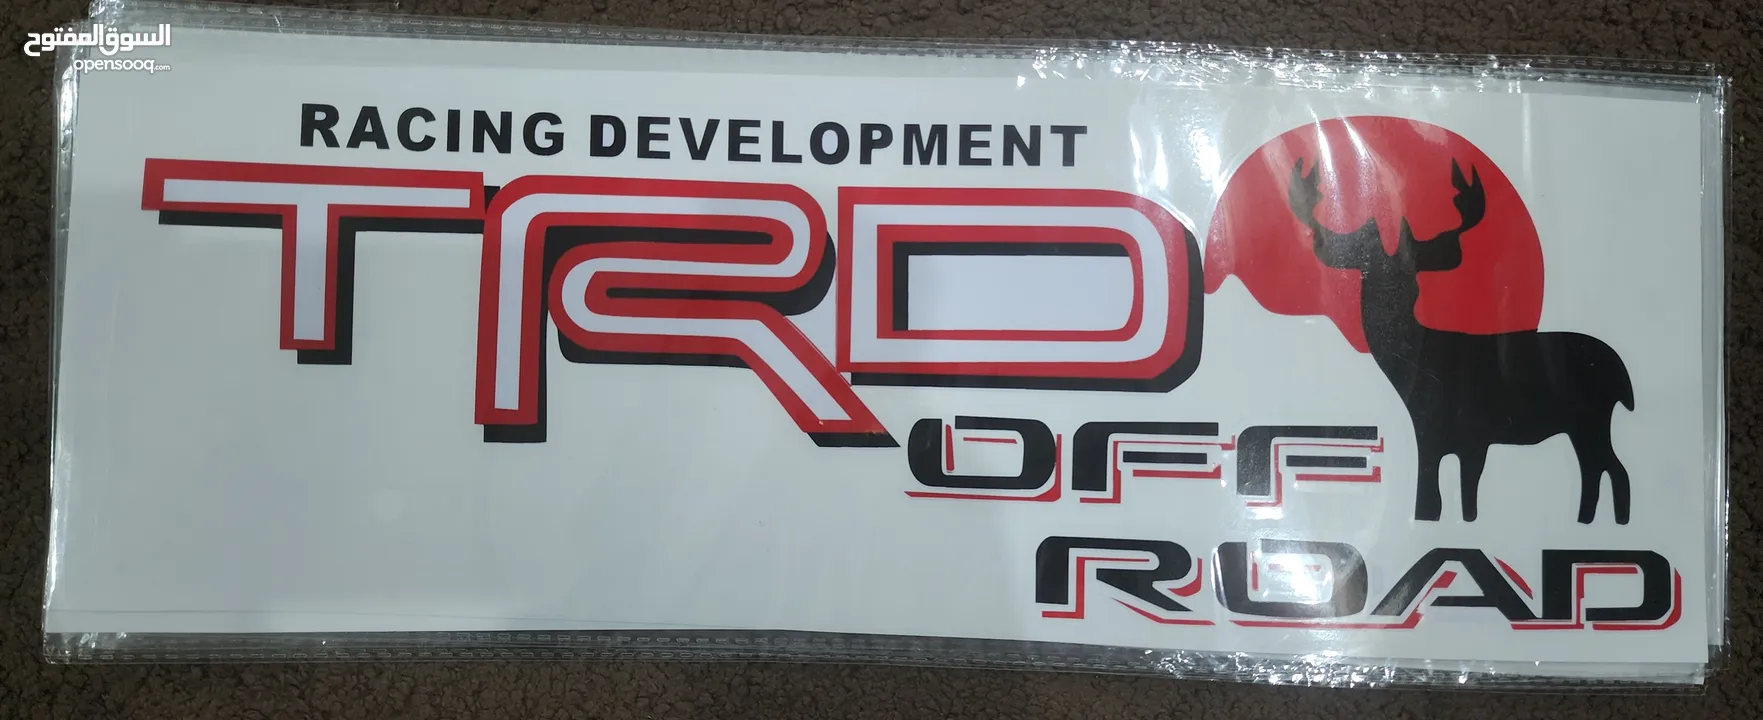 السوق المفتوح
opensooq.com
RACING DEVELOPMENT
TRD
OFF
ROAD